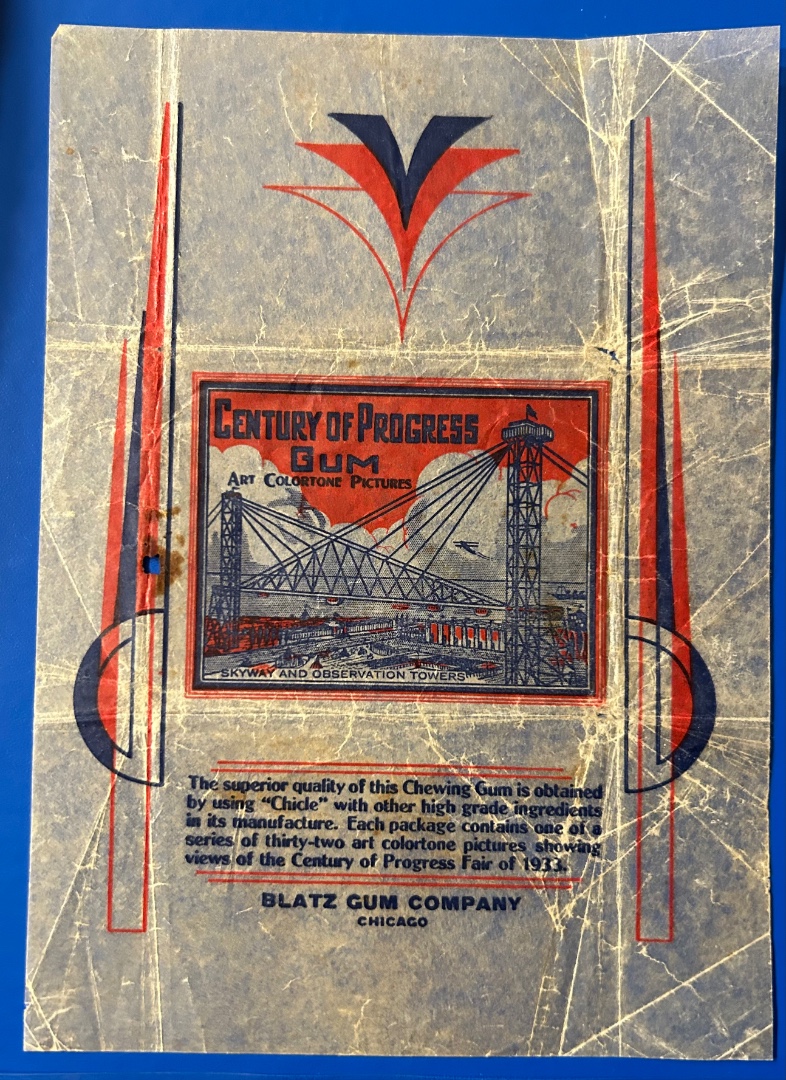 CENTURY OF PROGRESS
GUM
ART COLORTONE PICTURES
SKYWAY AND OBSERVATION TOWERS
The superior quality of this Chewing Gum is obtained
by using "Chicle" with other high grade ingredients
in its manufacture. Each package contains one of a
series of thirty-two art colortone pictures showing
views of the Century of Progress Fair of 1933.
BLATZ GUM COMPANY
CHICAGO